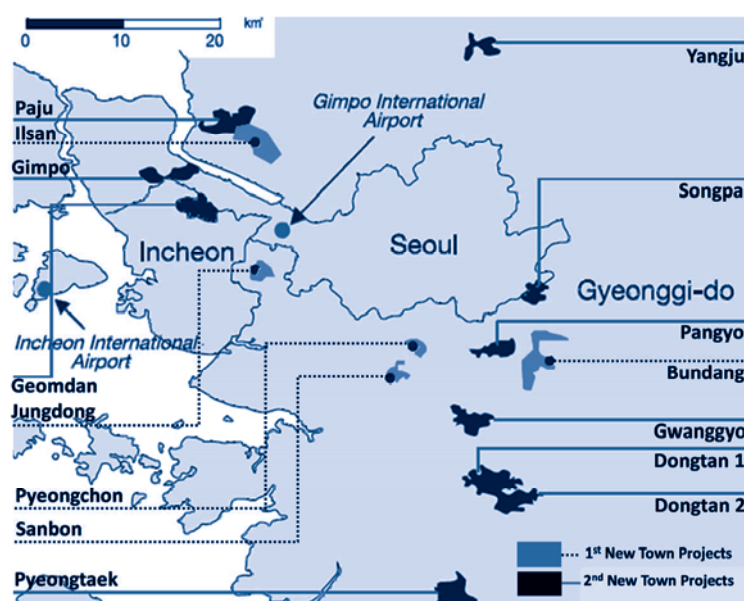 km²
0 10 20
Yangju
Paju
Gimpo International
Airport
Ilsan
Gimpo
Songpa
Incheon
Seoul
Gyeonggi-do
Incheon International
Airport
Pangyo
Bundang
Geomdan
Jungdong
Gwanggyo
Dongtan 1
Pyeongchon
Dongtan 2
Sanbon
1st New Town Projects
Pyeongtaek
2nd New Town Projects